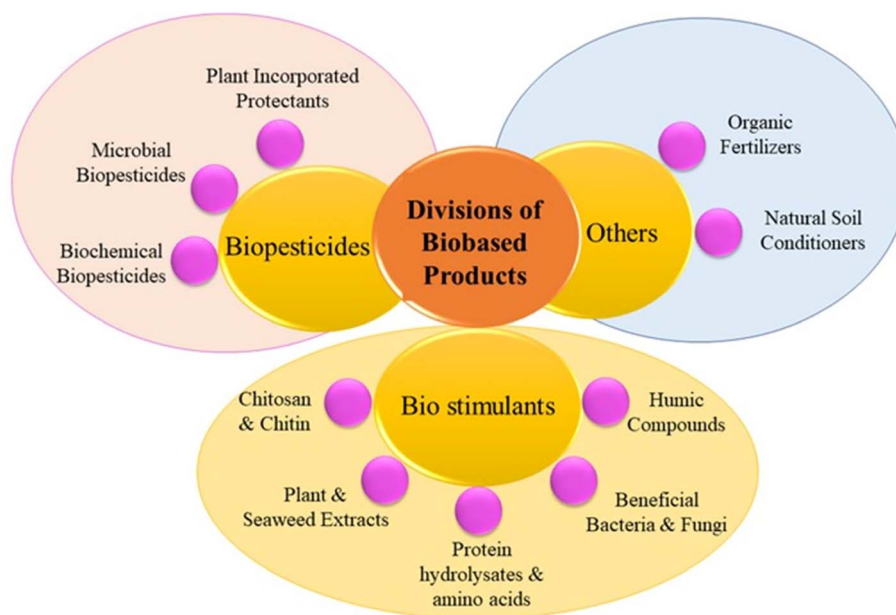 Plant Incorporated
Protectants
Microbial
Biopesticides
Biochemical
Biopesticides
Biopesticides
Divisions of
Biobased
Products
Others
Organic
Fertilizers
Natural Soil
Conditioners
Bio stimulants
Chitosan
& Chitin
Plant &
Seaweed Extracts
Protein
hydrolysates &
amino acids
Beneficial
Bacteria & Fungi
Humic
Compounds